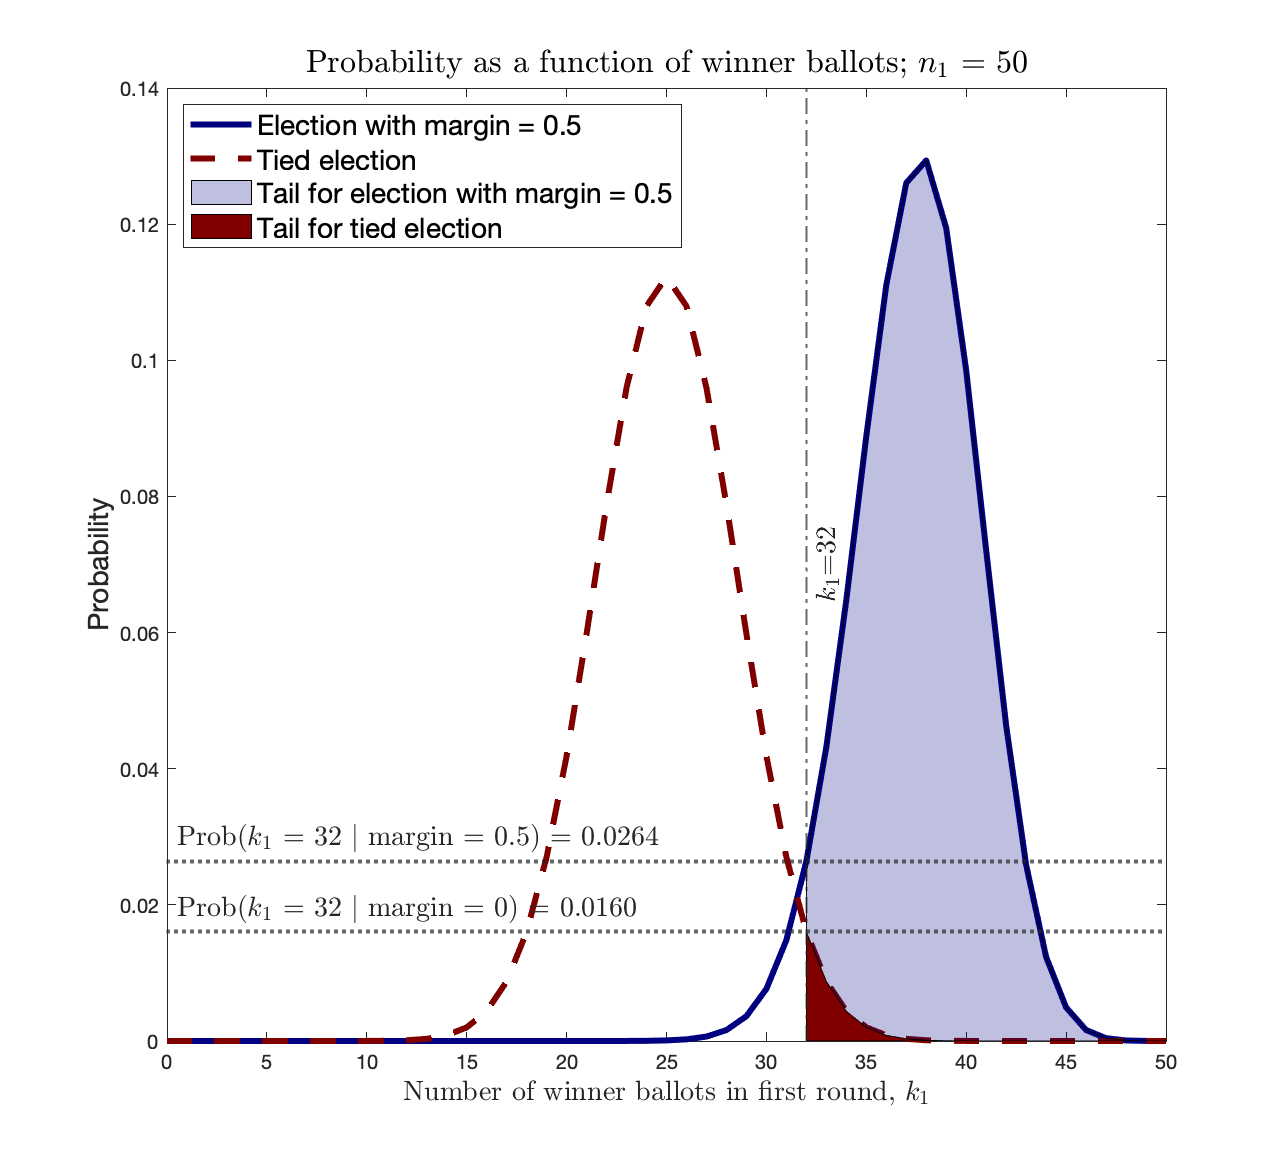 Probability as a function of winner ballots; n₁ = 50
0.14
0.12
0.1
0.08
0.06
0.04
0.02
0
Probability
Election with margin = 0.5
Tied election
Tail for election with margin = 0.5
Tail for tied election
k₁=32
Prob(k₁ = 32 | margin = 0.5) = 0.0264
Prob(k₁ = 32 | margin = 0) = 0.0160
0 5 10 15 20 25 30 35 40 45 50
Number of winner ballots in first round, k₁